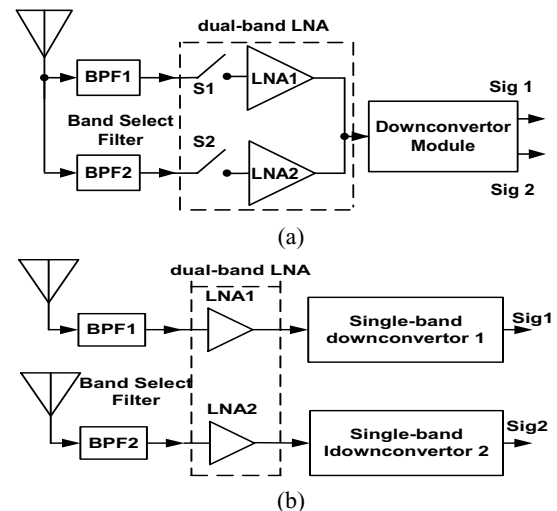 dual-band LNA
BPF1
S1
LNA1
Sig 1
Band Select
Filter
S2
Downconvertor
Module
BPF2
LNA2
Sig 2
(a)
dual-band LNA
LNA1
BPF1
Single-band
downconvertor 1
Sig1
Band Select
Filter
LNA2
BPF2
Single-band
Idownconvertor 2
Sig2
(b)